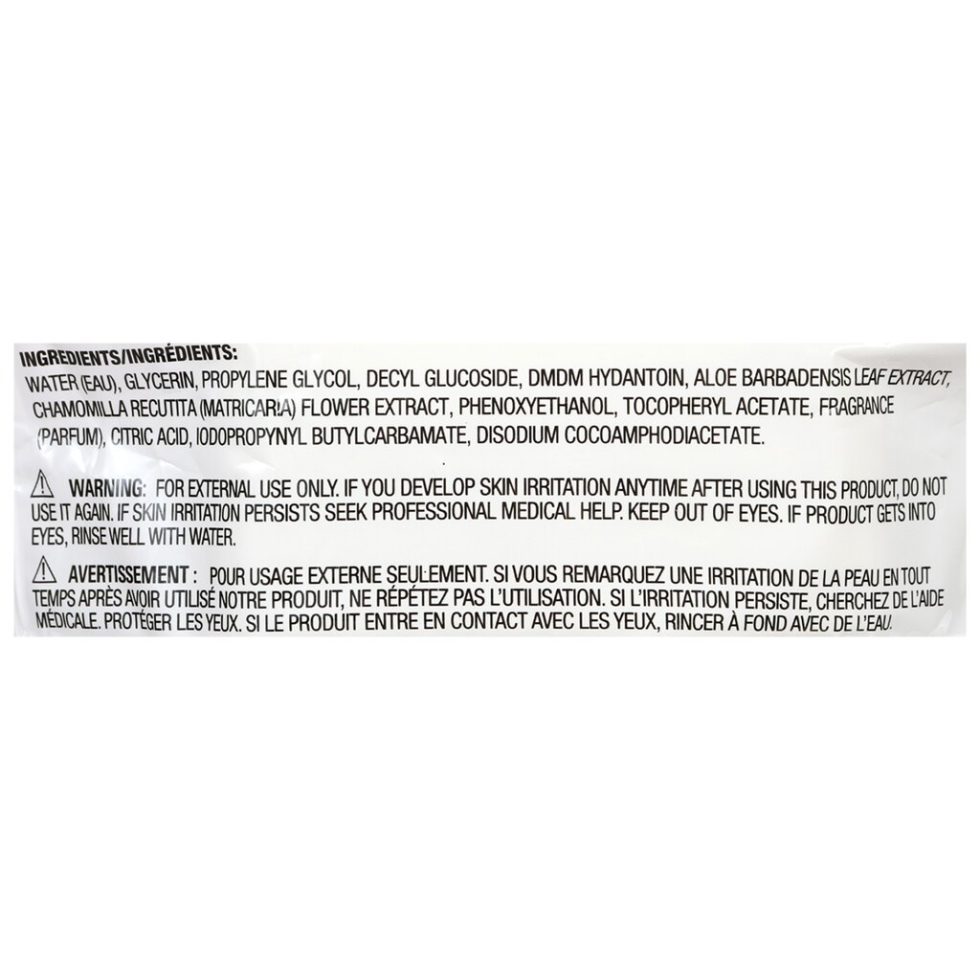 INGREDIENTS/INGRÉDIENTS:
WATER (EAU), GLYCERIN, PROPYLENE GLYCOL, DECYL GLUCOSIDE, DMDM HYDANTOIN, ALOE BARBADENSIS LEAF EXTRACT,
CHAMOMILLA RECUTITA (MATRICARIA) FLOWER EXTRACT, PHENOXYETHANOL, TOCOPHERYL ACETATE, FRAGRANCE
(PARFUM), CITRIC ACID, IODOPROPYNYL BUTYLCARBAMATE, DISODIUM COCOAMPHODIACETATE.
⚠ WARNING: FOR EXTERNAL USE ONLY. IF YOU DEVELOP SKIN IRRITATION ANYTIME AFTER USING THIS PRODUCT, DO NOT
USE IT AGAIN. IF SKIN IRRITATION PERSISTS SEEK PROFESSIONAL MEDICAL HELP. KEEP OUT OF EYES. IF PRODUCT GETS INTO
EYES, RINSE WELL WITH WATER.
⚠ AVERTISSEMENT : POUR USAGE EXTERNE SEULEMENT. SI VOUS REMARQUEZ UNE IRRITATION DE LA PEAU EN TOUT
TEMPS APRÈS AVOIR UTILISÉ NOTRE PRODUIT, NE RÉPÉTEZ PAS L'UTILISATION. SI L'IRRITATION PERSISTE, CHERCHEZ DE L'AIDE
MÉDICALE. PROTÉGER LES YEUX. SI LE PRODUIT ENTRE EN CONTACT AVEC LES YEUX, RINCER À FOND AVEC DE L'EAU.